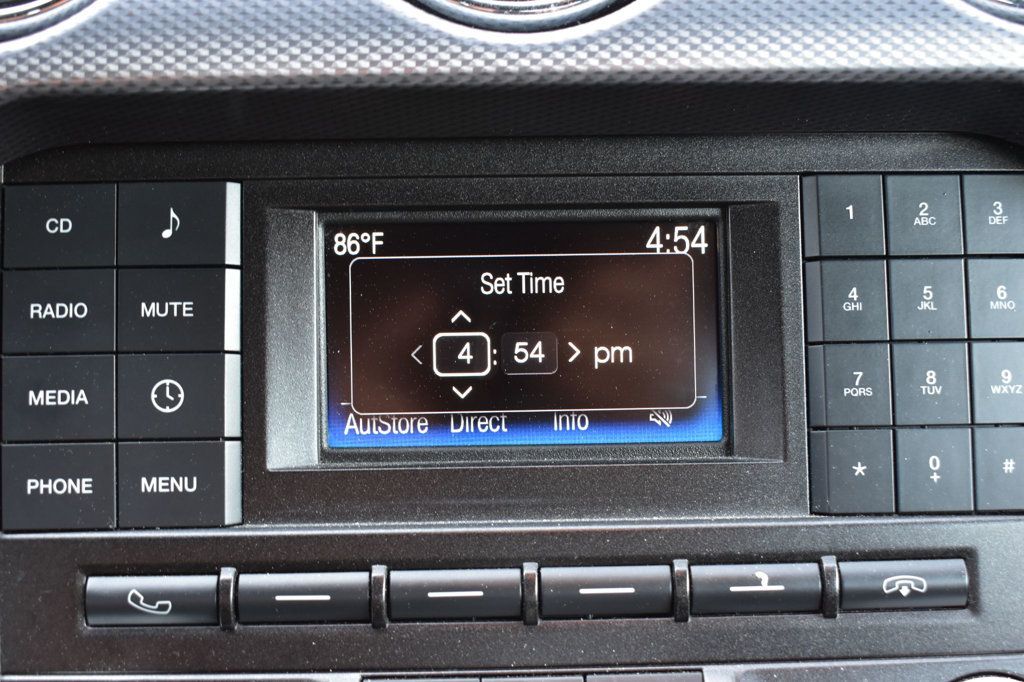 CD
RADIO MUTE
MEDIA
PHONE MENU
86°F 4:54
Set Time
< 4 : 54 > pm
AutStore Direct Info
1 2 ABC 3 DEF
4 GHI 5 JKL 6 MNO
7 PQRS 8 TUV 9 WXYZ
* 0 + #